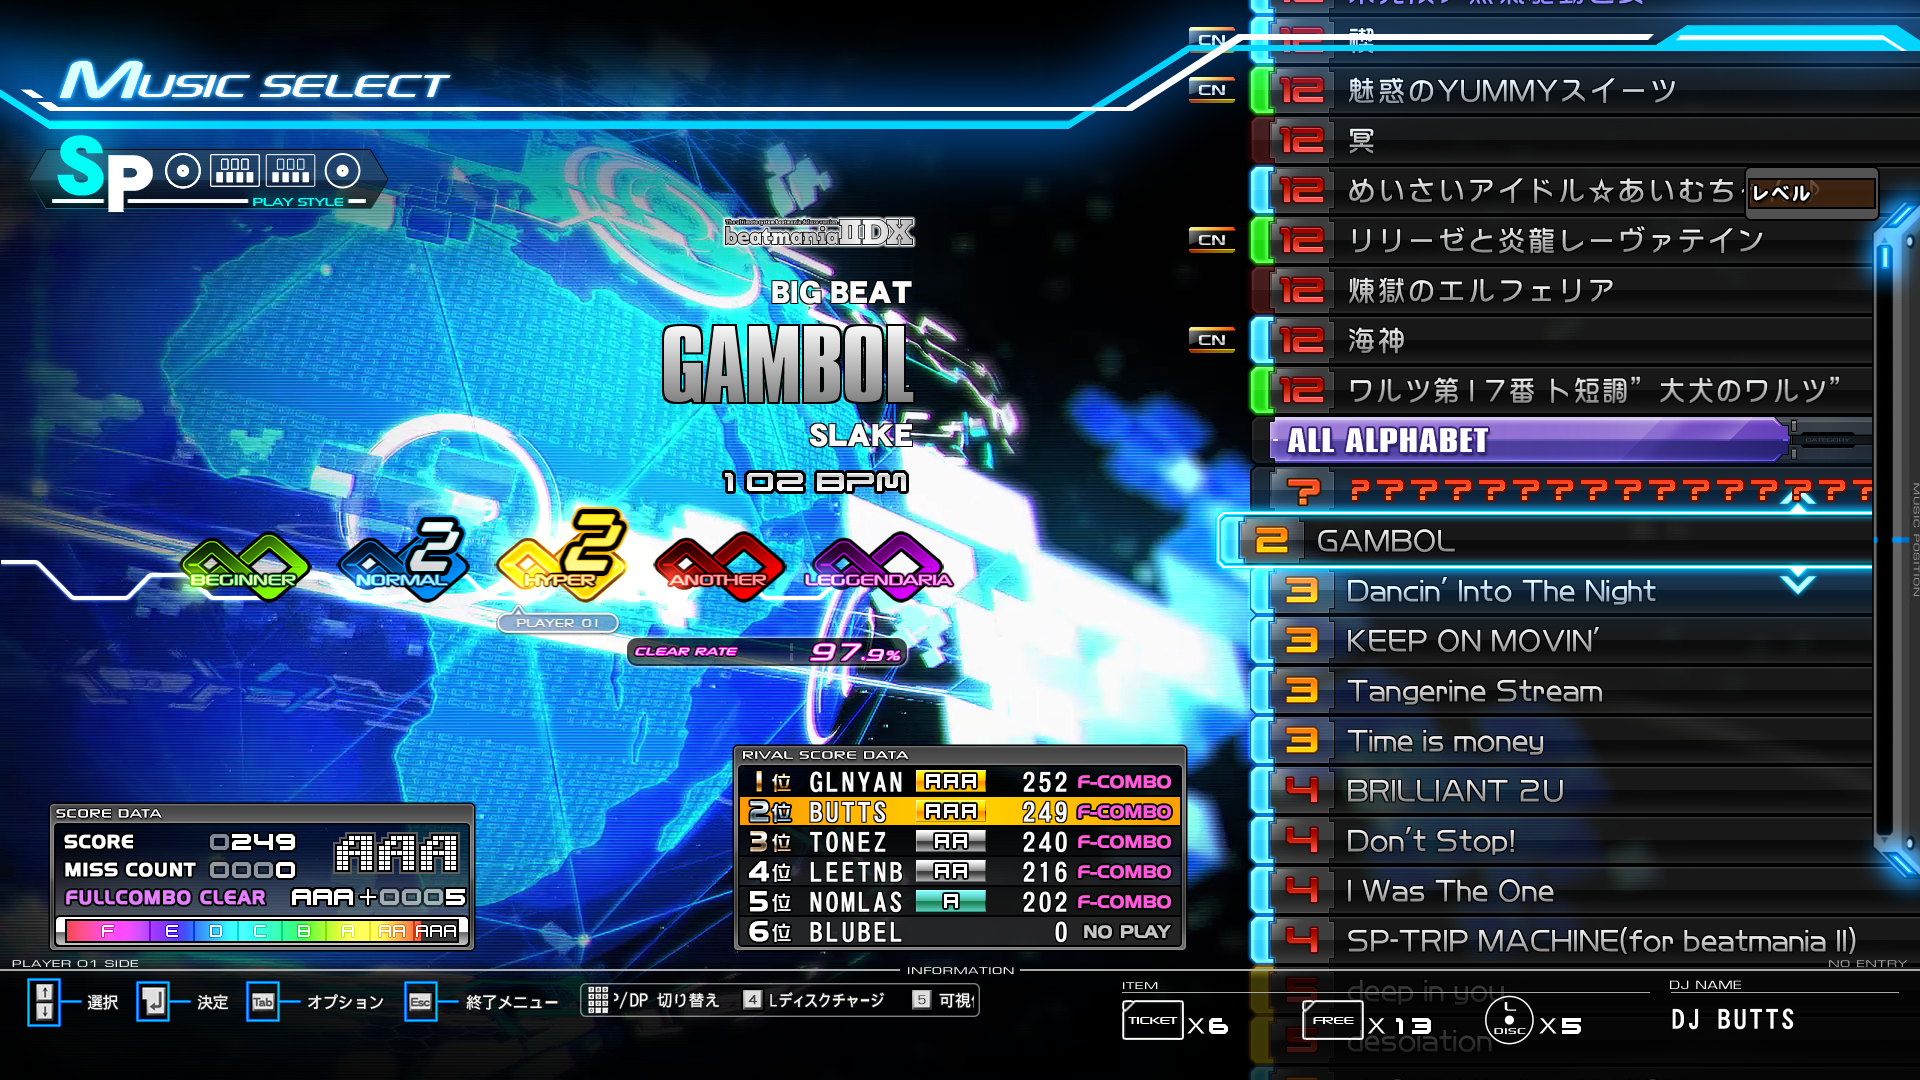 MUSIC SELECT
SP
PLAY STYLE
beatmania IIDX
BIG BEAT
GAMBOL
SLAKE
102 BPM
BEGINNER
NORMAL 2
HYPER 2
ANOTHER
LEGGENDARIA
PLAYER 01
CLEAR RATE 97.9%
RIVAL SCORE DATA
1位 GLNYAN AAA 252 F-COMBO
2位 BUTTS AAA 249 F-COMBO
3位 TONEZ AA 240 F-COMBO
4位 LEETNB AA 216 F-COMBO
5位 NOMLAS A 202 F-COMBO
6位 BLUBEL 0 NO PLAY
SCORE DATA
SCORE 0249 AAA
MISS COUNT 0000
FULLCOMBO CLEAR AAA+0005
F E D C B A AA AAA
PLAYER 01 SIDE
CN 12 禊
CN 12 魅惑のYUMMYスイーツ
12 冥
12 めいさいアイドル☆あいむちゃん♪
レベル
CN 12 リリーゼと炎龍レーヴァテイン
12 煉獄のエルフェリア
CN 12 海神
12 ワルツ第17番 ト短調”大犬のワルツ”
ALL ALPHABET
CATEGORY
? ????????????????
2 GAMBOL
3 Dancin' Into The Night
3 KEEP ON MOVIN'
3 Tangerine Stream
3 Time is money
4 BRILLIANT 2U
4 Don't Stop!
4 I Was The One
4 SP-TRIP MACHINE(for beatmania II)
5 deep in you
5 desolation
MUSIC POSITION
NO ENTRY
INFORMATION
選択
決定
Tab オプション
Esc 終了メニュー
P/DP 切り替え
4 Lディスクチャージ
5 可視
ITEM
TICKET X6
FREE X13
L DISC X5
DJ NAME
DJ BUTTS